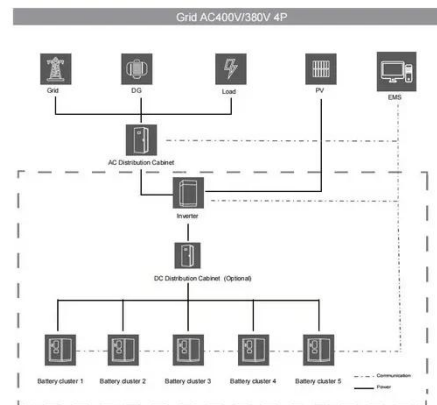 Grid AC400V/380V 4P
Grid
DG
Load
PV
EMS
AC Distribution Cabinet
Inverter
DC Distribution Cabinet (Optional)
Battery cluster 1
Battery cluster 2
Battery cluster 3
Battery cluster 4
Battery cluster 5
Communication
Power